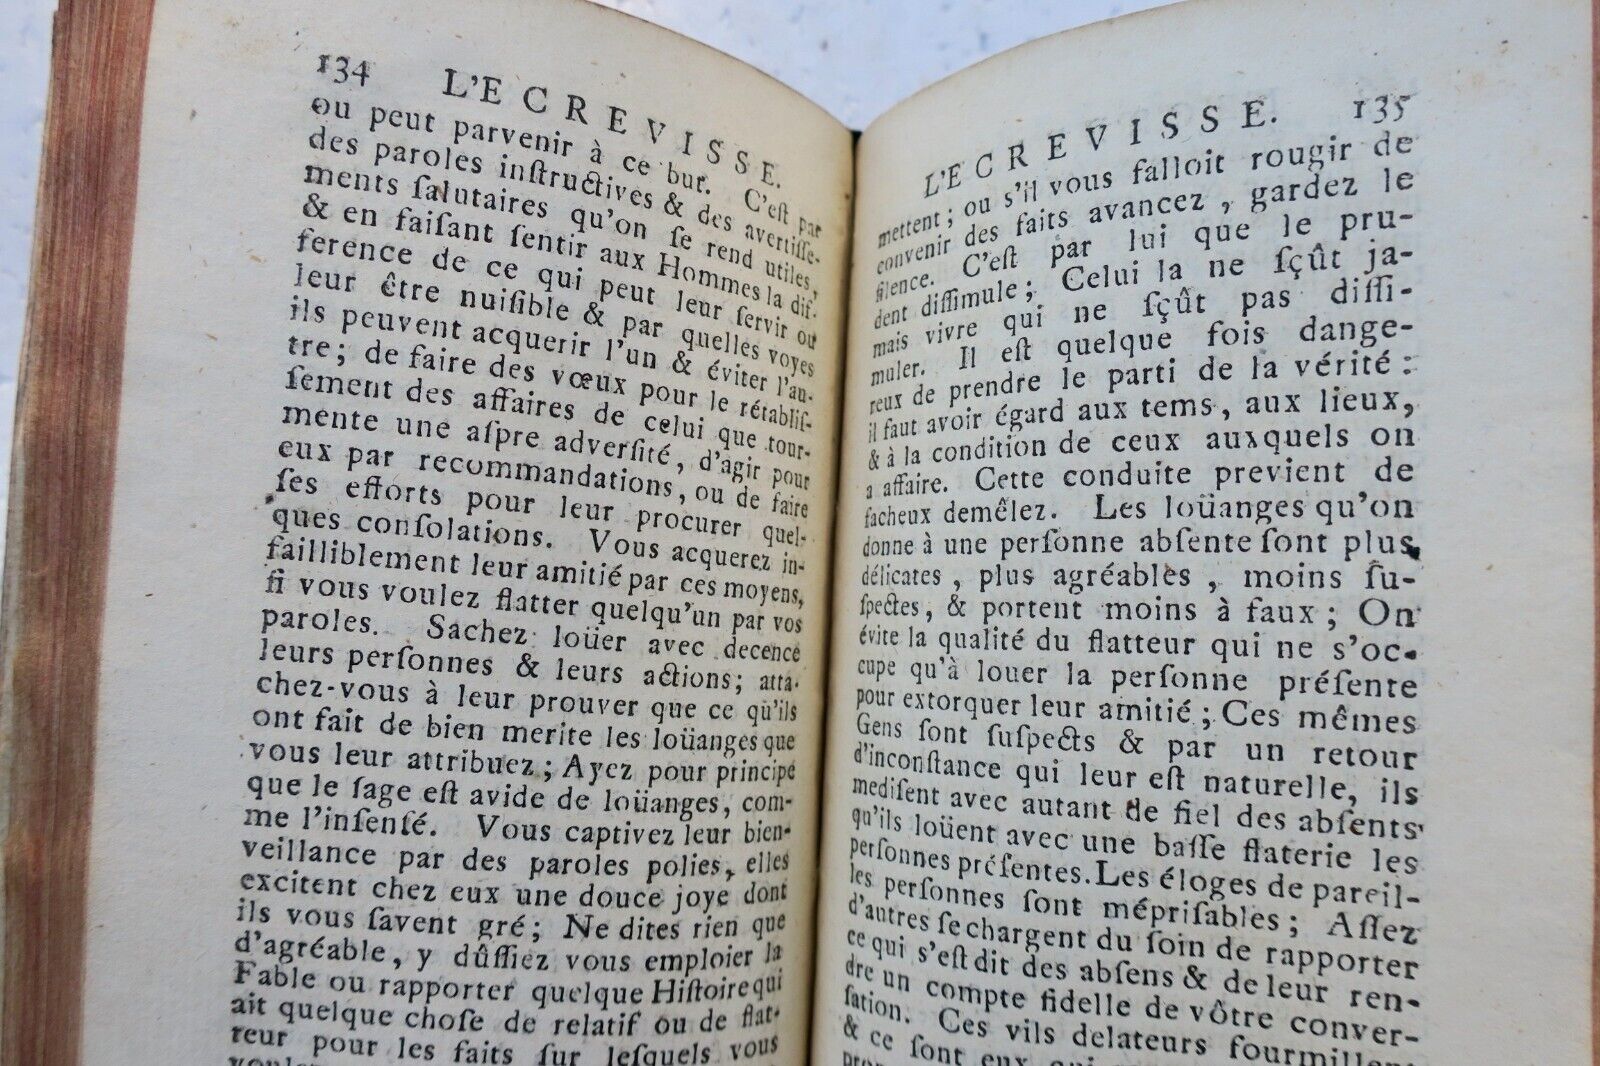 134 L'ECREVISSE.
ou peut parvenir à ce but. C'eſt par
des paroles inſtructives & des avertiſſe-
ments ſalutaires qu'on ſe rend utiles,
& en faiſant ſentir aux Hommes la dif-
ference de ce qui peut leur ſervir ou
leur être nuiſible & par quelles voyes
ils peuvent acquerir l'un & éviter l'au-
tre; de faire des vœux pour le rétabliſ-
ſement des affaires de celui que tour-
mente une aſpre adverſité, d'agir pour
eux par recommandations, ou de faire
ſes efforts pour leur procurer quel-
ques conſolations. Vous acquerez in-
failliblement leur amitié par ces moyens,
ſi vous voulez flatter quelqu'un par vos
paroles. Sachez loüer avec decence
leurs perſonnes & leurs actions; atta-
chez-vous à leur prouver que ce qu'ils
ont fait de bien merite les loüanges que
vous leur attribuez; Ayez pour principe
que le ſage eſt avide de loüanges, com-
me l'inſenſé. Vous captivez leur bien-
veillance par des paroles polies, elles
excitent chez eux une douce joye dont
ils vous ſavent gré; Ne dites rien que
d'agréable, y dûſſiez vous emploier la
Fable ou rapporter quelque Hiſtoire qui
ait quelque choſe de relatif ou de flat-
reur pour les faits ſur leſquels vous
L'ECREVISSE. 135
mettent; ou s'il vous falloit rougir de
convenir des faits avancez, gardez le
ſilence. C'eſt par lui que le pru-
dent diſſimule; Celui la ne ſçût ja-
mais vivre qui ne ſçût pas diſſi-
muler. Il eſt quelque fois dange-
reux de prendre le parti de la vérité:
il faut avoir égard aux tems, aux lieux,
& à la condition de ceux auxquels on
a affaire. Cette conduite previent de
facheux demêlez. Les loüanges qu'on
donne à une perſonne abſente ſont plus
délicates, plus agréables, moins ſu-
ſpectes, & portent moins à faux; On
évite la qualité du flatteur qui ne s'oc-
cupe qu'à louer la perſonne préſente
pour extorquer leur amitié; Ces mêmes
Gens ſont ſuſpects & par un retour
d'inconſtance qui leur eſt naturelle, ils
mediſent avec autant de fiel des abſents
qu'ils loüent avec une baſſe flaterie les
perſonnes préſentes. Les éloges de pareil-
les perſonnes ſont mépriſables; Aſſez
d'autres ſe chargent du ſoin de rapporter
ce qui s'eſt dit des abſens & de leur ren-
dre un compte fidelle de vôtre conver-
ſation. Ces vils delateurs fourmillent
& ce ſont eux qui